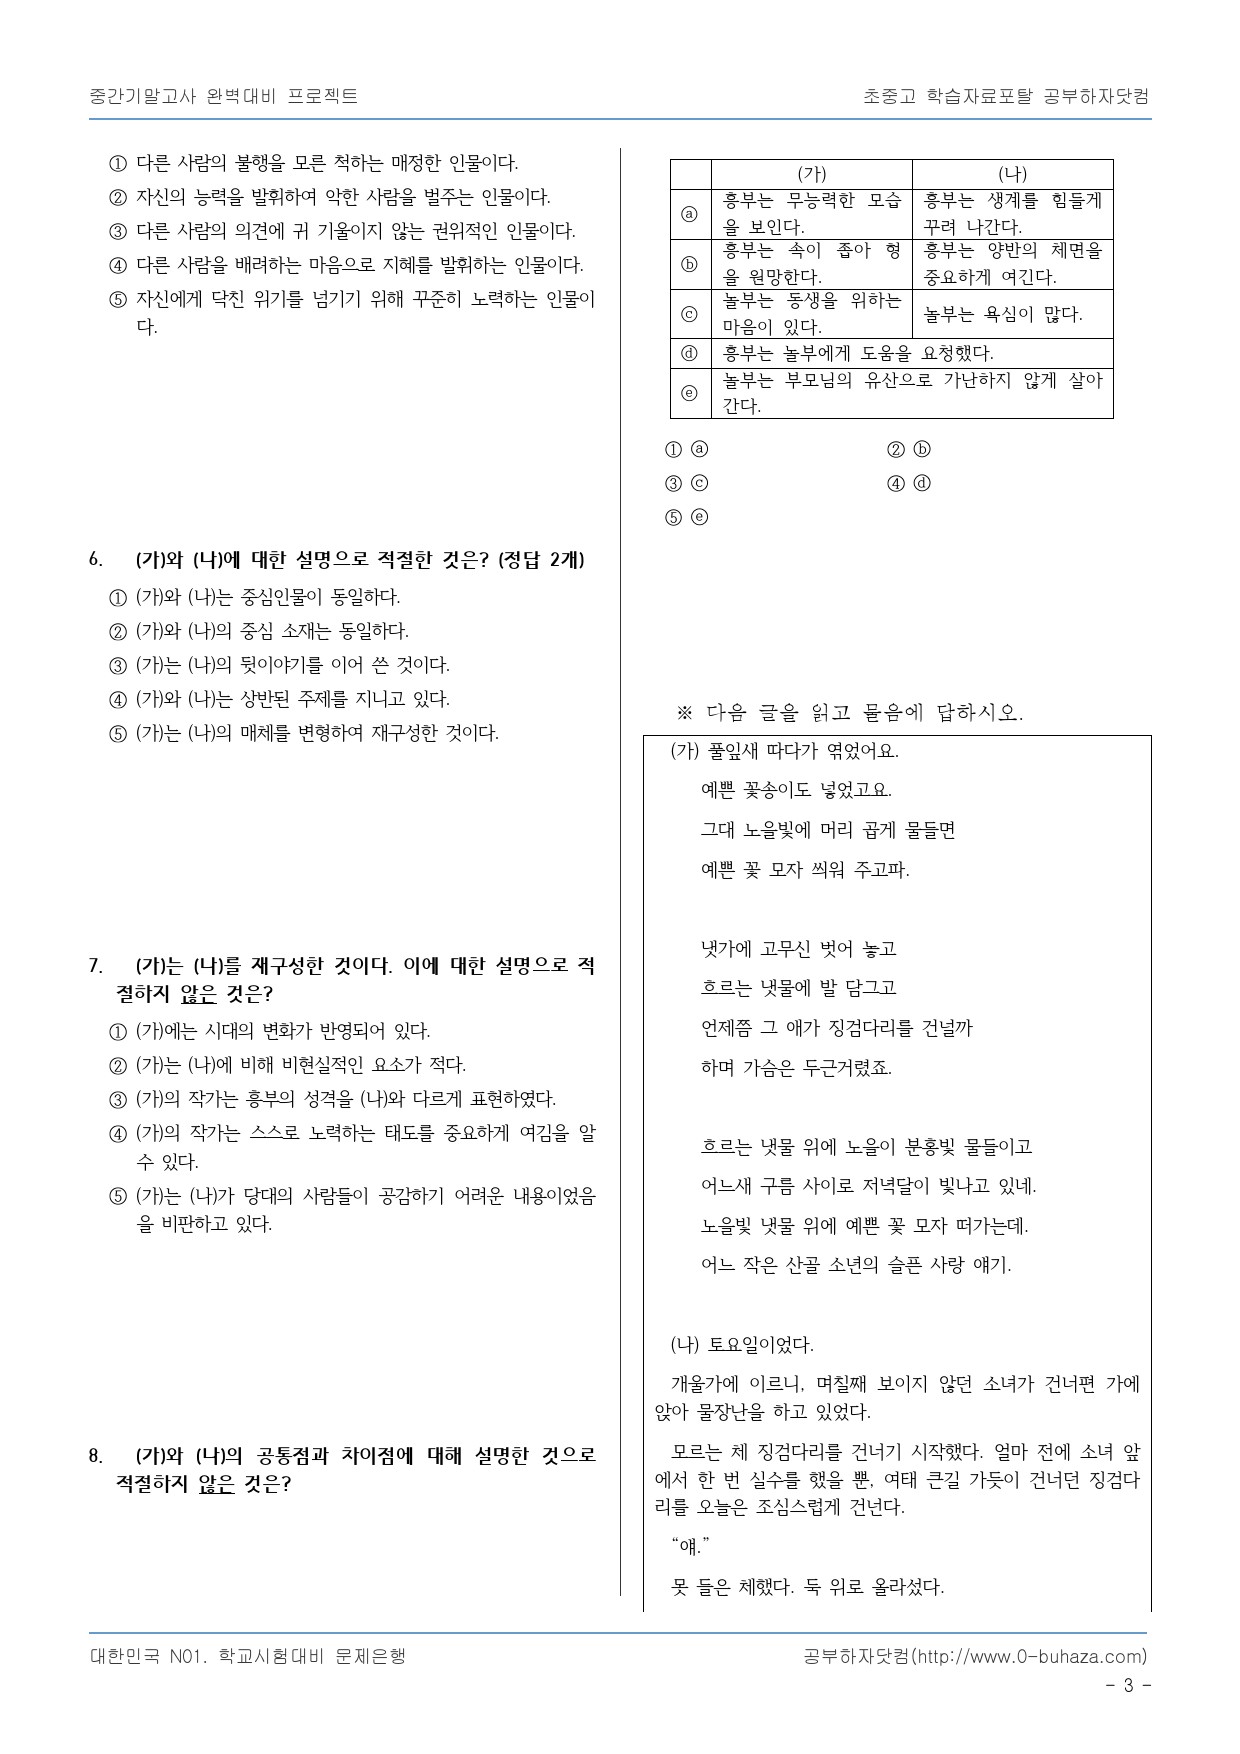 중간기말고사 완벽대비 프로젝트
초중고 학습자료포탈 공부하자닷컴
① 다른 사람의 불행을 모른 척하는 매정한 인물이다.
② 자신의 능력을 발휘하여 악한 사람을 벌주는 인물이다.
③ 다른 사람의 의견에 귀 기울이지 않는 권위적인 인물이다.
④ 다른 사람을 배려하는 마음으로 지혜를 발휘하는 인물이다.
⑤ 자신에게 닥친 위기를 넘기기 위해 꾸준히 노력하는 인물이
다.
6. (가)와 (나)에 대한 설명으로 적절한 것은? (정답 2개)
① (가)와 (나)는 중심인물이 동일하다.
② (가)와 (나)의 중심 소재는 동일하다.
③ (가)는 (나)의 뒷이야기를 이어 쓴 것이다.
④ (가)와 (나)는 상반된 주제를 지니고 있다.
⑤ (가)는 (나)의 매체를 변형하여 재구성한 것이다.
7. (가)는 (나)를 재구성한 것이다. 이에 대한 설명으로 적
절하지 않은 것은?
① (가)에는 시대의 변화가 반영되어 있다.
② (가)는 (나)에 비해 비현실적인 요소가 적다.
③ (가)의 작가는 흥부의 성격을 (나)와 다르게 표현하였다.
④ (가)의 작가는 스스로 노력하는 태도를 중요하게 여김을 알
수 있다.
⑤ (가)는 (나)가 당대의 사람들이 공감하기 어려운 내용이었음
을 비판하고 있다.
8. (가)와 (나)의 공통점과 차이점에 대해 설명한 것으로
적절하지 않은 것은?
(가) (나)
ⓐ 흥부는 무능력한 모습 흥부는 생계를 힘들게
을 보인다. 꾸려 나간다.
ⓑ 흥부는 속이 좁아 형 흥부는 양반의 체면을
을 원망한다. 중요하게 여긴다.
ⓒ 놀부는 동생을 위하는 놀부는 욕심이 많다.
마음이 있다.
ⓓ 흥부는 놀부에게 도움을 요청했다.
ⓔ 놀부는 부모님의 유산으로 가난하지 않게 살아
간다.
① ⓐ ② ⓑ
③ ⓒ ④ ⓓ
⑤ ⓔ
※ 다음 글을 읽고 물음에 답하시오.
(가) 풀잎새 따다가 엮었어요.
예쁜 꽃송이도 넣었고요.
그대 노을빛에 머리 곱게 물들면
예쁜 꽃 모자 씌워 주고파.
냇가에 고무신 벗어 놓고
흐르는 냇물에 발 담그고
언제쯤 그 애가 징검다리를 건널까
하며 가슴은 두근거렸죠.
흐르는 냇물 위에 노을이 분홍빛 물들이고
어느새 구름 사이로 저녁달이 빛나고 있네.
노을빛 냇물 위에 예쁜 꽃 모자 떠가는데.
어느 작은 산골 소년의 슬픈 사랑 얘기.
(나) 토요일이었다.
개울가에 이르니, 며칠째 보이지 않던 소녀가 건너편 가에
앉아 물장난을 하고 있었다.
모르는 체 징검다리를 건너기 시작했다. 얼마 전에 소녀 앞
에서 한 번 실수를 했을 뿐, 여태 큰길 가듯이 건너던 징검다
리를 오늘은 조심스럽게 건넌다.
“얘.”
못 들은 체했다. 둑 위로 올라섰다.
대한민국 N01. 학교시험대비 문제은행
공부하자닷컴(http://www.0-buhaza.com)
- 3 -